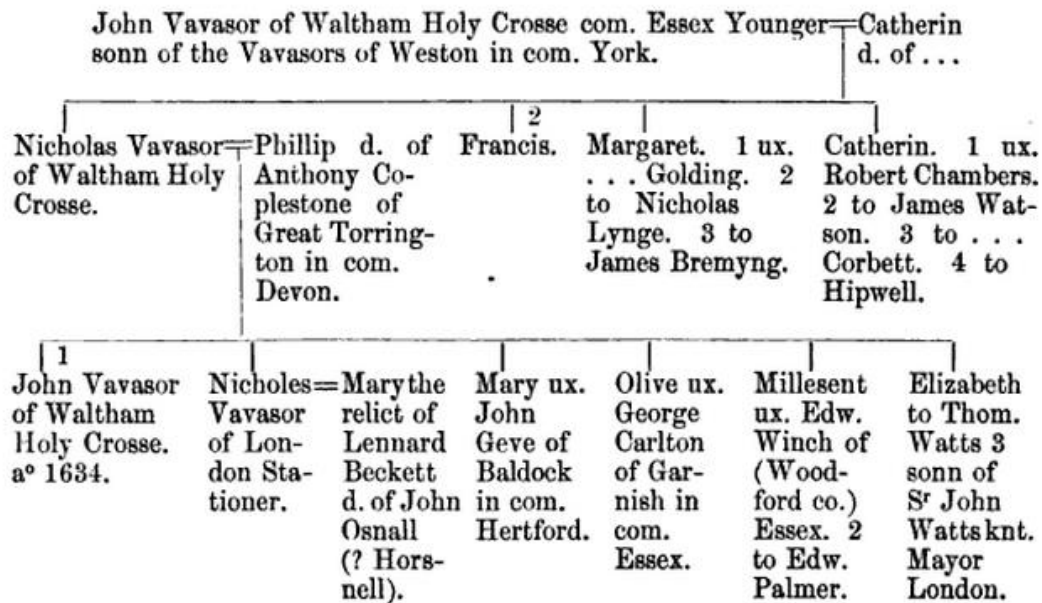 John Vavasor of Waltham Holy Crosse com. Essex Younger=Catherin
sonn of the Vavasors of Weston in com. York.
d. of ...
2
Nicholas Vavasor=
of Waltham Holy
Crosse.
Phillip d. of
Anthony Co-
plestone of
Great Torring-
ton in com.
Devon.
Francis.
Margaret. 1 ux.
. . . Golding. 2
to Nicholas
Lynge. 3 to
James Bremyng.
Catherin. 1 ux.
Robert Chambers.
2 to James Wat-
son. 3 to . . .
Corbett. 4 to
Hipwell.
1
John Vavasor
of Waltham
Holy Crosse.
aº 1634.
Nicholes=
Vavasor
of Lon-
don Sta-
tioner.
Mary the
relict of
Lennard
Beckett
d. of John
Osnall
(? Hors-
nell).
Mary ux.
John
Geve of
Baldock
in com.
Hertford.
Olive ux.
George
Carlton
of Gar-
nish in
com.
Essex.
Millesent
ux. Edw.
Winch of
(Wood-
ford co.)
Essex. 2
to Edw.
Palmer.
Elizabeth
to Thom.
Watts 3
sonn of
Sʳ John
Watts knt.
Mayor
London.